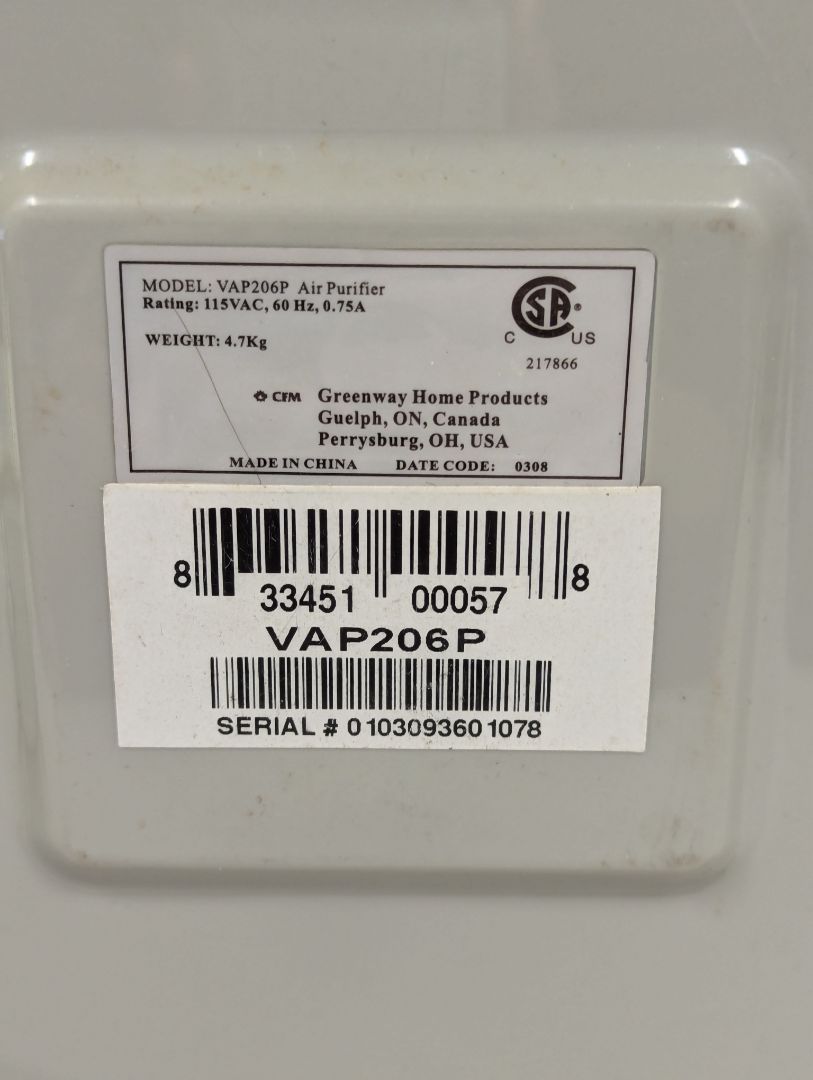 MODEL: VAP206P Air Purifier
Rating: 115VAC, 60 Hz, 0.75A
WEIGHT: 4.7Kg
CSA®
C US
217866
CFM Greenway Home Products
Guelph, ON, Canada
Perrysburg, OH, USA
MADE IN CHINA DATE CODE: 0308
8 33451 00057 8
VAP206P
SERIAL # 0103093601078